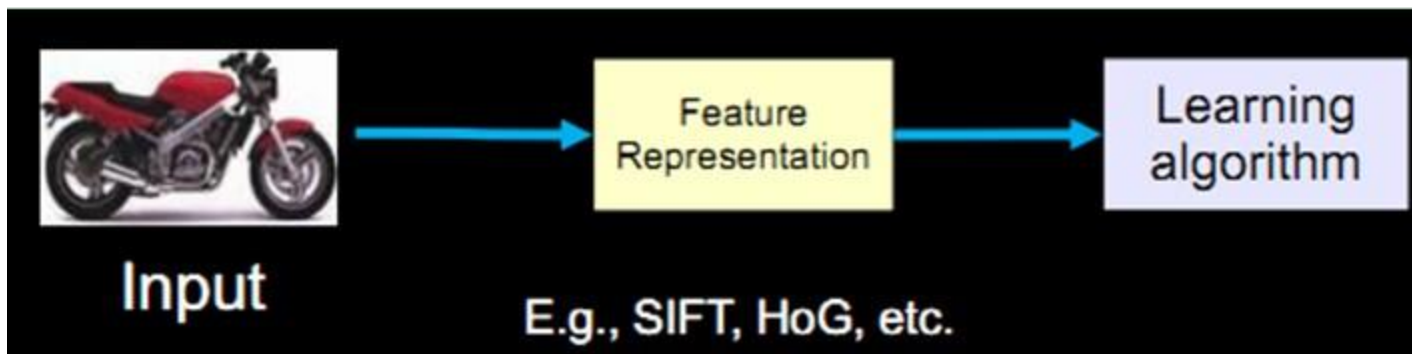 Feature
Representation
Learning
algorithm
Input
E.g., SIFT, HoG, etc.